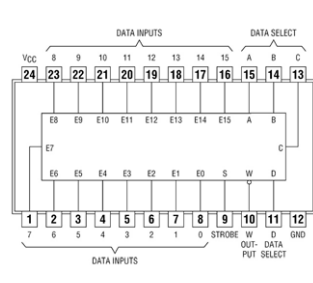 DATA INPUTS DATA SELECT
VCC 8 9 10 11 12 13 14 15 A B C
24 23 22 21 20 19 18 17 16 15 14 13
E8 E9 E10 E11 E12 E13 E14 E15 A B
E7 C
E6 E5 E4 E3 E2 E1 E0 S W D
1 2 3 4 5 6 7 8 9 10 11 12
7 6 5 4 3 2 1 0 STROBE W D GND
OUT- DATA
PUT SELECT
DATA INPUTS